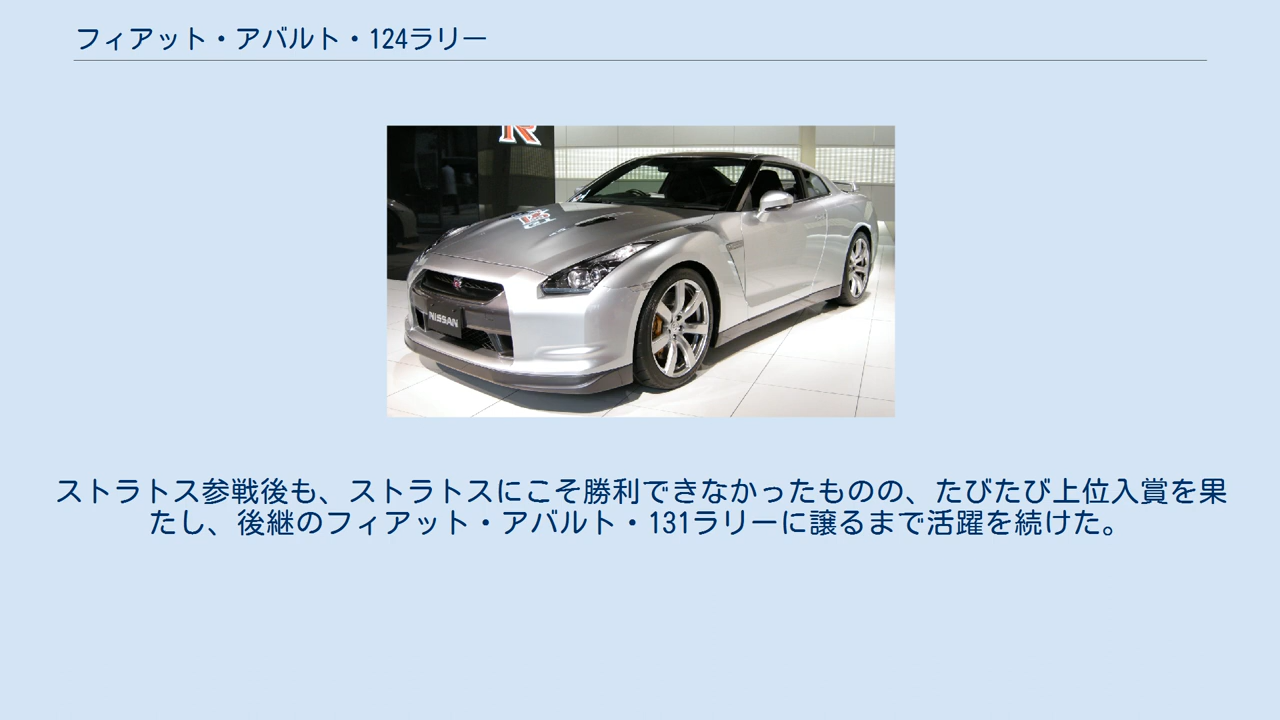 フィアット・アバルト・124ラリー
R
NISSAN
ストラトス参戦後も、ストラトスにこそ勝利できなかったものの、たびたび上位入賞を果
たし、後継のフィアット・アバルト・131ラリーに譲るまで活躍を続けた。